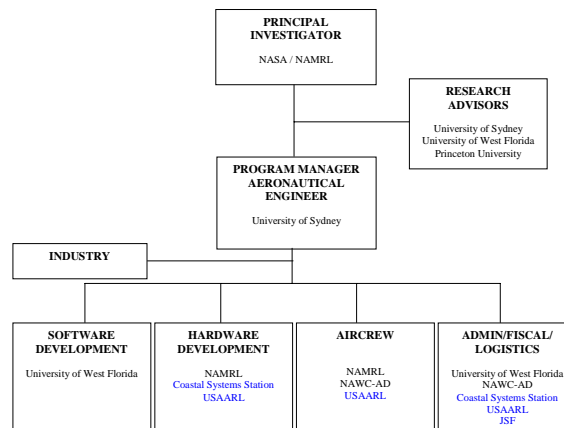 PRINCIPAL
INVESTIGATOR
NASA / NAMRL
RESEARCH
ADVISORS
University of Sydney
University of West Florida
Princeton University
PROGRAM MANAGER
AERONAUTICAL
ENGINEER
University of Sydney
INDUSTRY
SOFTWARE
DEVELOPMENT
University of West Florida
HARDWARE
DEVELOPMENT
NAMRL
Coastal Systems Station
USAARL
AIRCREW
NAMRL
NAWC-AD
USAARL
ADMIN/FISCAL/
LOGISTICS
University of West Florida
NAWC-AD
Coastal Systems Station
USAARL
JSF